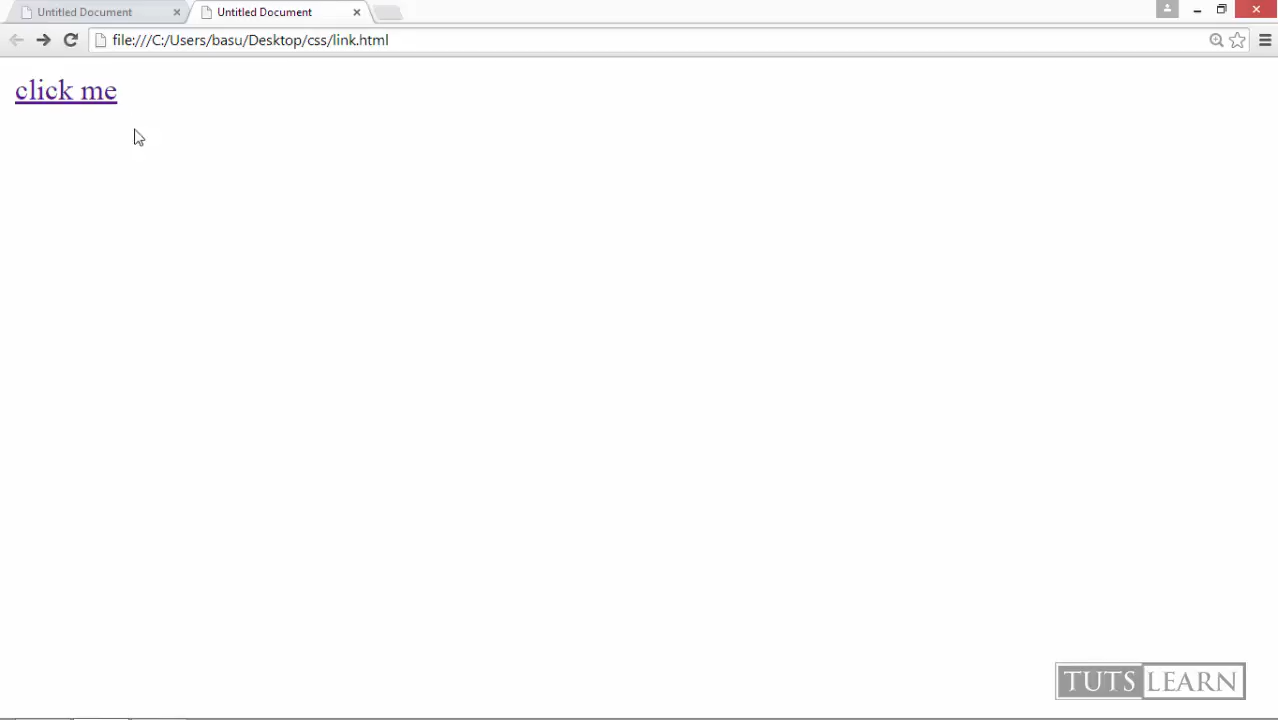 Untitled Document
Untitled Document
file:///C:/Users/basu/Desktop/css/link.html
click me
TUTS LEARN